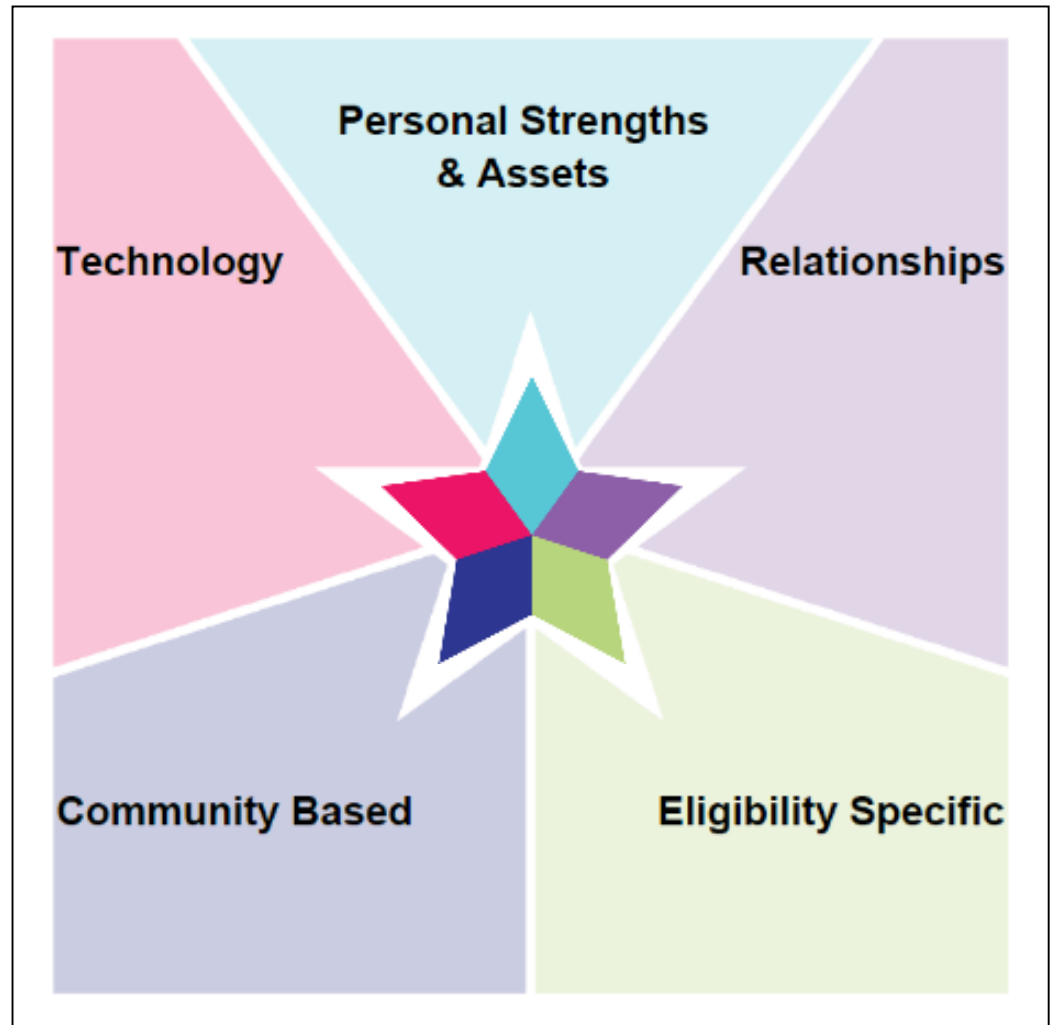 Personal Strengths
& Assets
Technology
Relationships
Community Based
Eligibility Specific